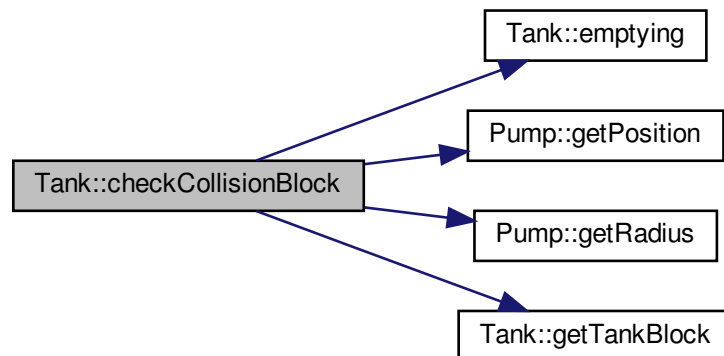 Tank::emptying
Pump::getPosition
Tank::checkCollisionBlock
Pump::getRadius
Tank::getTankBlock